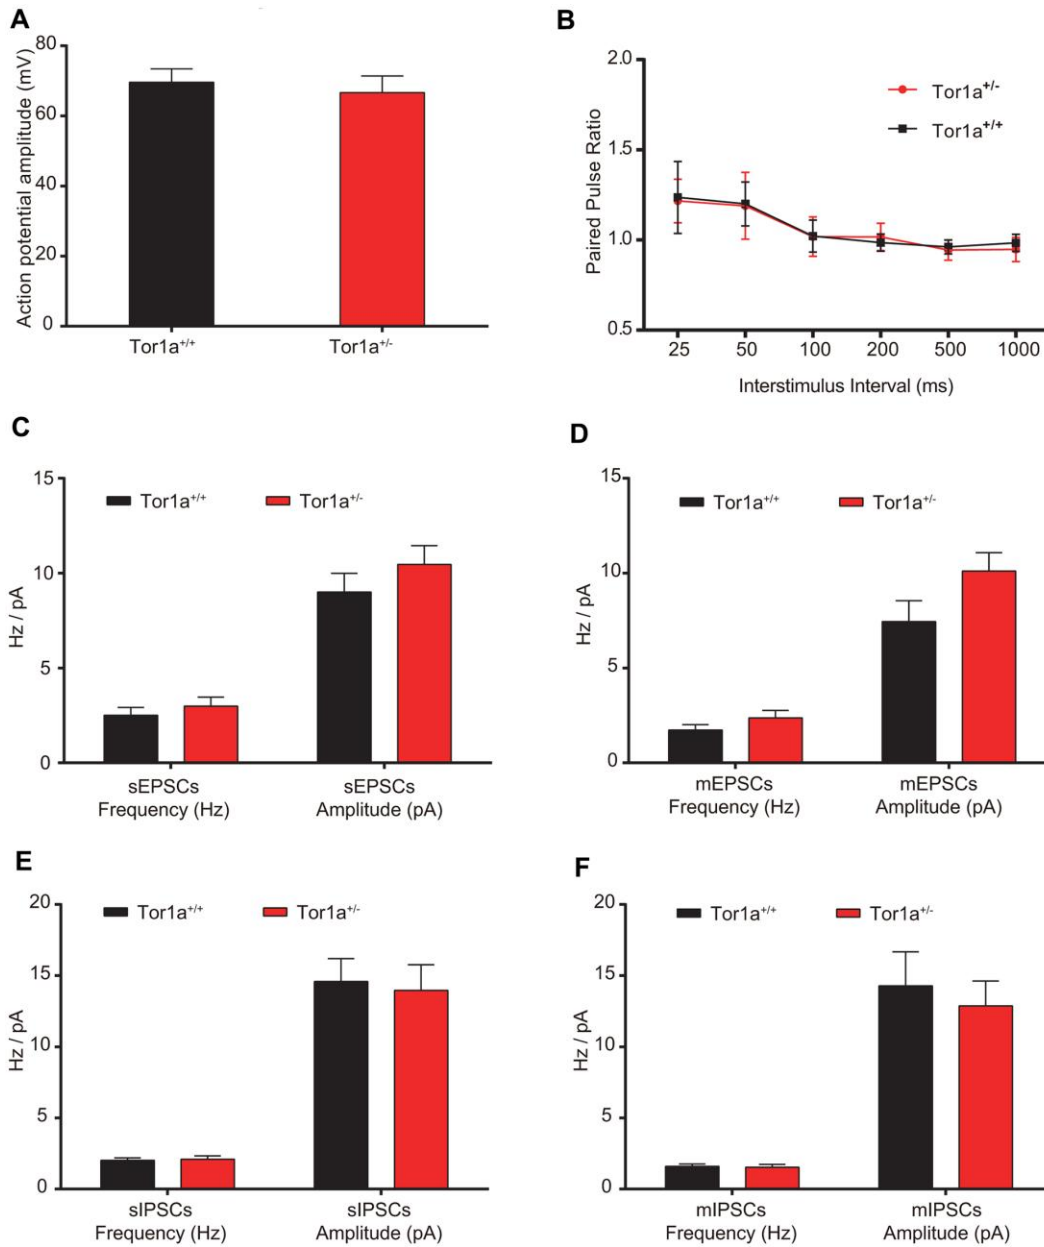 A
Action potential amplitude (mV)
80
60
40
20
0
Tor1a+/+
Tor1a+/-
B
Paired Pulse Ratio
2.0
1.5
1.0
0.5
Tor1a+/-
Tor1a+/+
25 50 100 200 500 1000
Interstimulus Interval (ms)
C
Hz / pA
15
10
5
0
Tor1a+/+
Tor1a+/-
sEPSCs
Frequency (Hz)
sEPSCs
Amplitude (pA)
D
Hz / pA
15
10
5
0
Tor1a+/+
Tor1a+/-
mEPSCs
Frequency (Hz)
mEPSCs
Amplitude (pA)
E
Hz / pA
20
15
10
5
0
Tor1a+/+
Tor1a+/-
sIPSCs
Frequency (Hz)
sIPSCs
Amplitude (pA)
F
Hz / pA
20
15
10
5
0
Tor1a+/+
Tor1a+/-
mIPSCs
Frequency (Hz)
mIPSCs
Amplitude (pA)